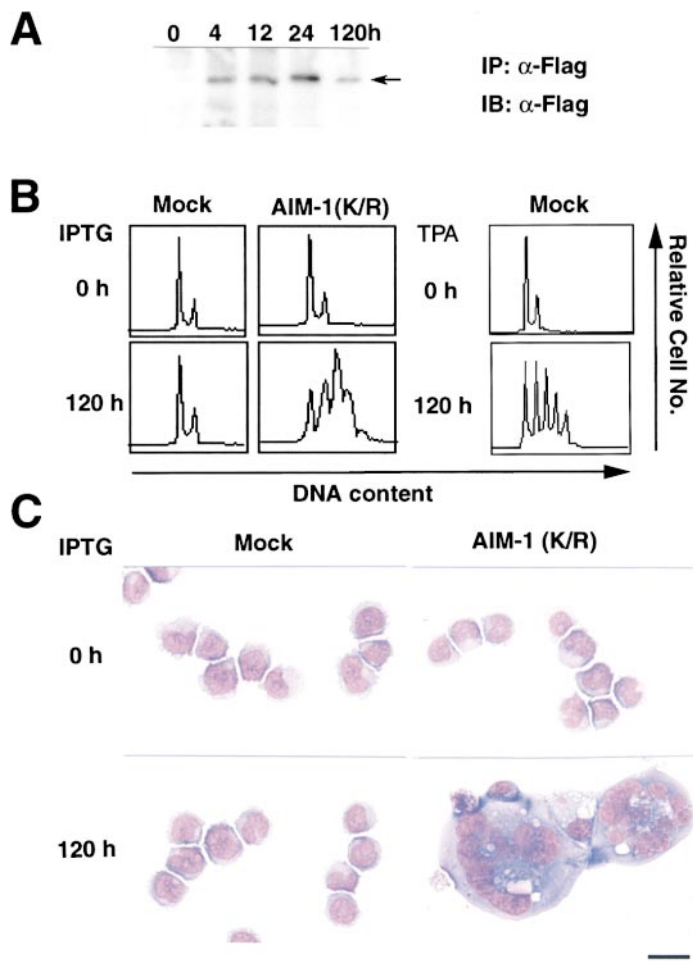 A
0 4 12 24 120h
IP: α-Flag
IB: α-Flag
B
Mock AIM-1(K/R) Mock
IPTG TPA
0 h 0 h
120 h 120 h
Relative Cell No.
DNA content
C
IPTG Mock AIM-1 (K/R)
0 h
120 h